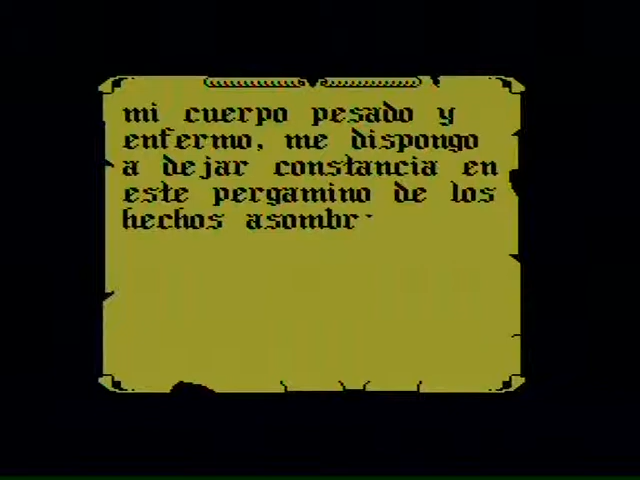 mi cuerpo pesado y
enfermo, me dispongo
a dejar constancia en
este pergamino de los
hechos asombr